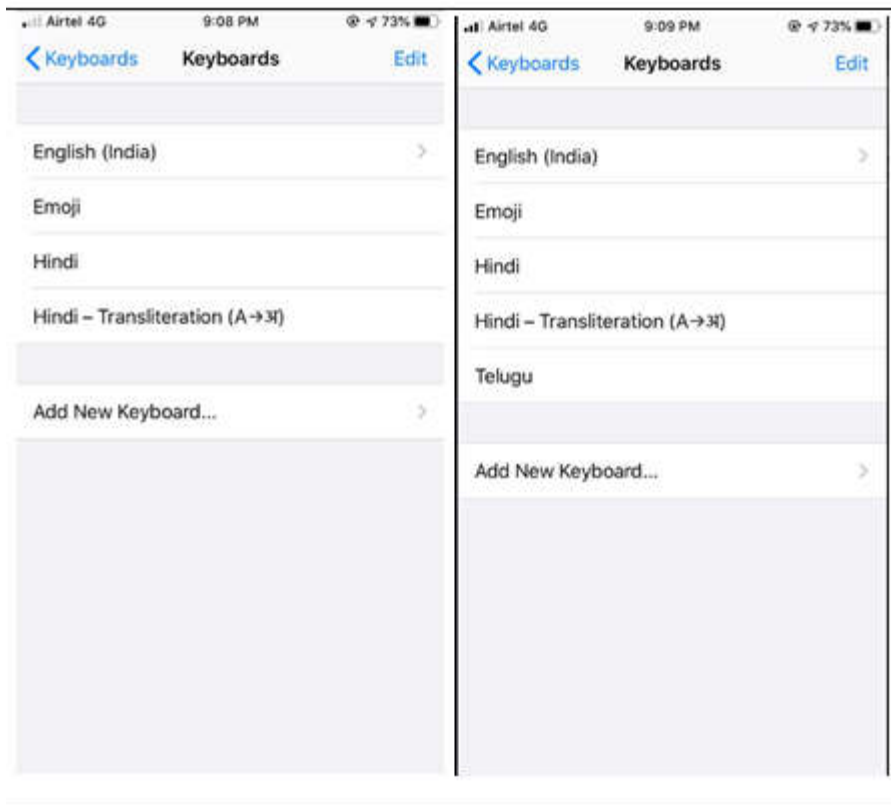 Airtel 4G 9:08 PM 73%
Keyboards Keyboards Edit
English (India)
Emoji
Hindi
Hindi – Transliteration (A→अ)
Add New Keyboard...
Airtel 4G 9:09 PM 73%
Keyboards Keyboards Edit
English (India)
Emoji
Hindi
Hindi – Transliteration (A→अ)
Telugu
Add New Keyboard...